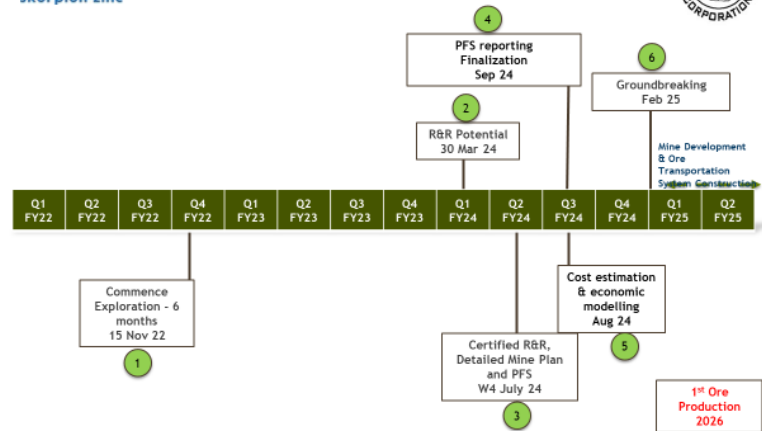 Skorpion Zinc
CORPORATION
4
PFS reporting
Finalization
Sep 24
6
Groundbreaking
Feb 25
2
R&R Potential
30 Mar 24
Mine Development
& Ore
Transportation
System Construction
Q1 FY22
Q2 FY22
Q3 FY22
Q4 FY22
Q1 FY23
Q2 FY23
Q3 FY23
Q4 FY23
Q1 FY24
Q2 FY24
Q3 FY24
Q4 FY24
Q1 FY25
Q2 FY25
Commence
Exploration - 6
months
15 Nov 22
1
Cost estimation
& economic
modelling
Aug 24
5
Certified R&R,
Detailed Mine Plan
and PFS
W4 July 24
3
1st Ore
Production
2026